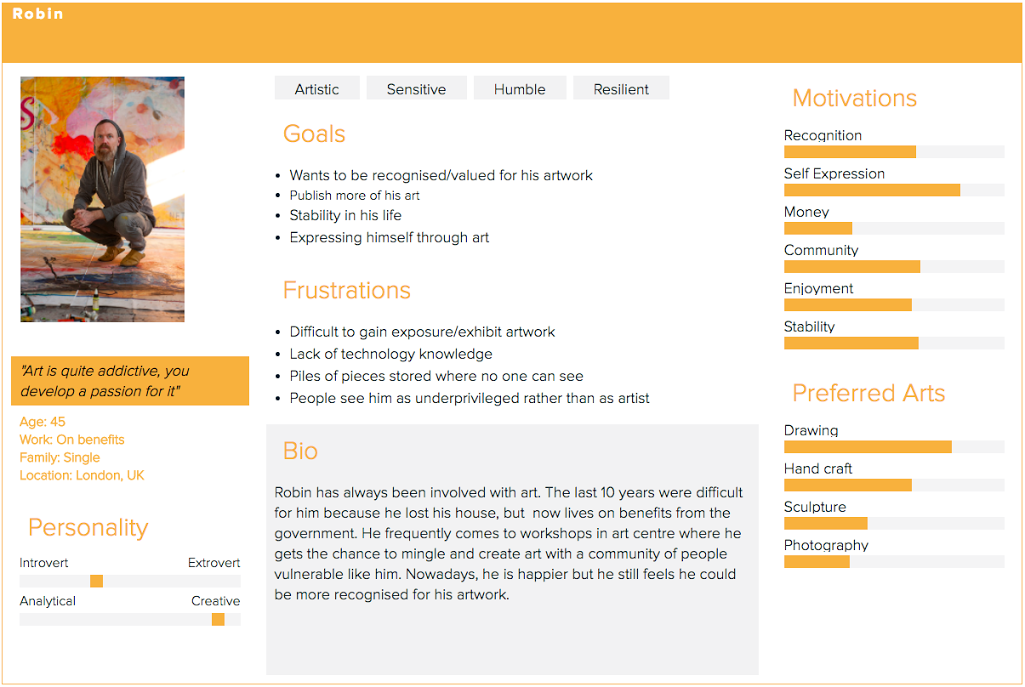 Robin
"Art is quite addictive, you
develop a passion for it"
Age: 45
Work: On benefits
Family: Single
Location: London, UK
Personality
Introvert Extrovert
Analytical Creative
Artistic Sensitive Humble Resilient
Goals
• Wants to be recognised/valued for his artwork
• Publish more of his art
• Stability in his life
• Expressing himself through art
Frustrations
• Difficult to gain exposure/exhibit artwork
• Lack of technology knowledge
• Piles of pieces stored where no one can see
• People see him as underprivileged rather than as artist
Bio
Robin has always been involved with art. The last 10 years were difficult
for him because he lost his house, but now lives on benefits from the
government. He frequently comes to workshops in art centre where he
gets the chance to mingle and create art with a community of people
vulnerable like him. Nowadays, he is happier but he still feels he could
be more recognised for his artwork.
Motivations
Recognition
Self Expression
Money
Community
Enjoyment
Stability
Preferred Arts
Drawing
Hand craft
Sculpture
Photography